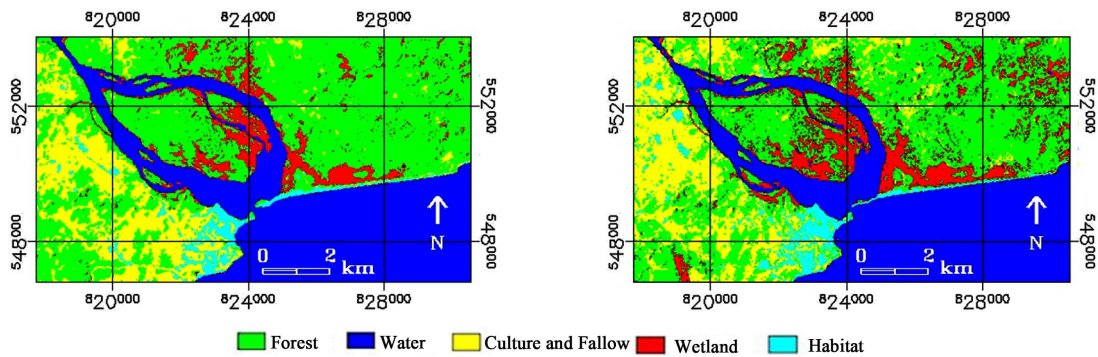 820000 824000 828000 820000 824000 828000
552000 552000 552000 552000
548000 548000 548000 548000
N N
0 2 0 2
km km
820000 824000 828000 820000 824000 828000
Forest Water Culture and Fallow Wetland Habitat